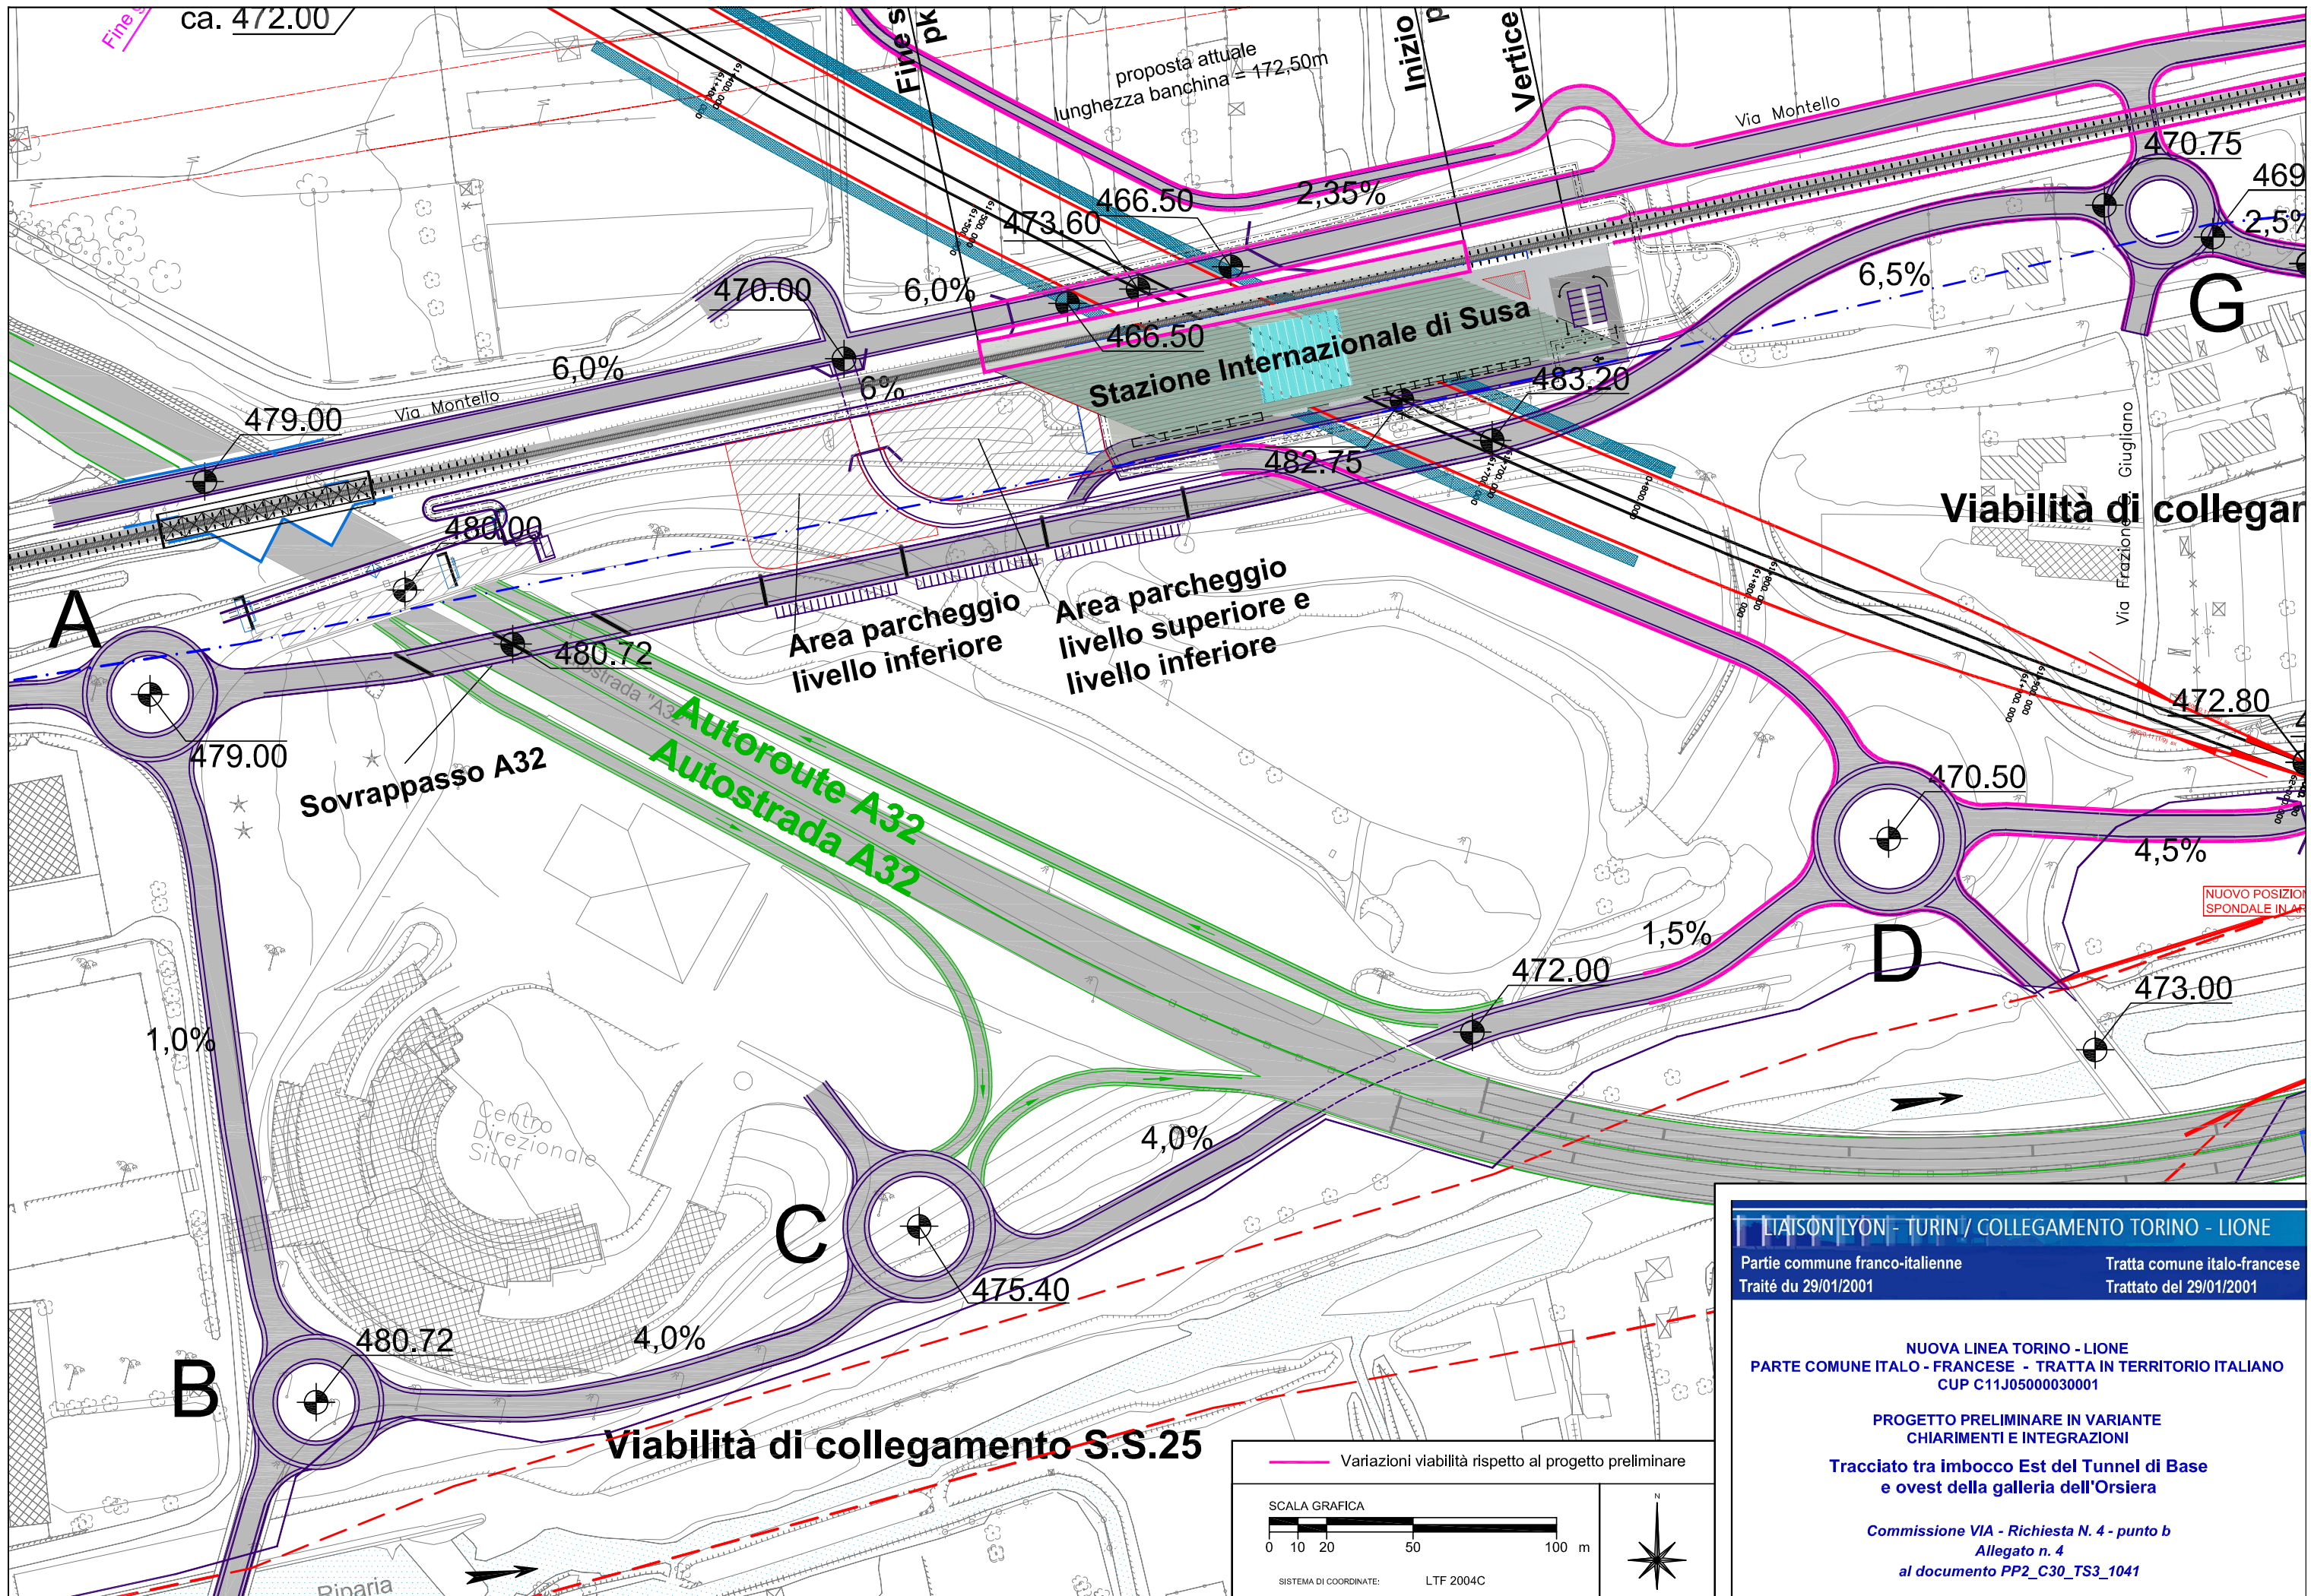 ca. 472.00
proposta attuale
lunghezza banchina = 172,50m
Inizio
Vertice
Via Montello
470.75
469
2,5%
466.50
473.60
2,35%
470.00
6,0%
466.50
6,5%
G
Stazione Internazionale di Susa
6,0%
6%
479.00
Via Montello
483.20
482.75
480.00
Via Frazione S. Giugliano
Viabilità di collegar
A
Area parcheggio
livello inferiore
Area parcheggio
livello superiore e
livello inferiore
480.72
479.00
Sovrappasso A32
Autoroute A32
Autostrada A32
472.80
470.50
4,5%
NUOVO POSIZION
SPONDALE IN AR
1,5%
D
472.00
473.00
1,0%
Centro
Direzionale
Sitaf
4,0%
C
475.40
480.72
4,0%
B
Viabilità di collegamento S.S.25
Riparia
Variazioni viabilità rispetto al progetto preliminare
SCALA GRAFICA
0 10 20 50 100 m
SISTEMA DI COORDINATE: LTF 2004C
N
LIAISON LYON - TURIN / COLLEGAMENTO TORINO - LIONE
Partie commune franco-italienne Tratta comune italo-francese
Traité du 29/01/2001 Trattato del 29/01/2001
NUOVA LINEA TORINO - LIONE
PARTE COMUNE ITALO - FRANCESE - TRATTA IN TERRITORIO ITALIANO
CUP C11J05000030001
PROGETTO PRELIMINARE IN VARIANTE
CHIARIMENTI E INTEGRAZIONI
Tracciato tra imbocco Est del Tunnel di Base
e ovest della galleria dell'Orsiera
Commissione VIA - Richiesta N. 4 - punto b
Allegato n. 4
al documento PP2_C30_TS3_1041